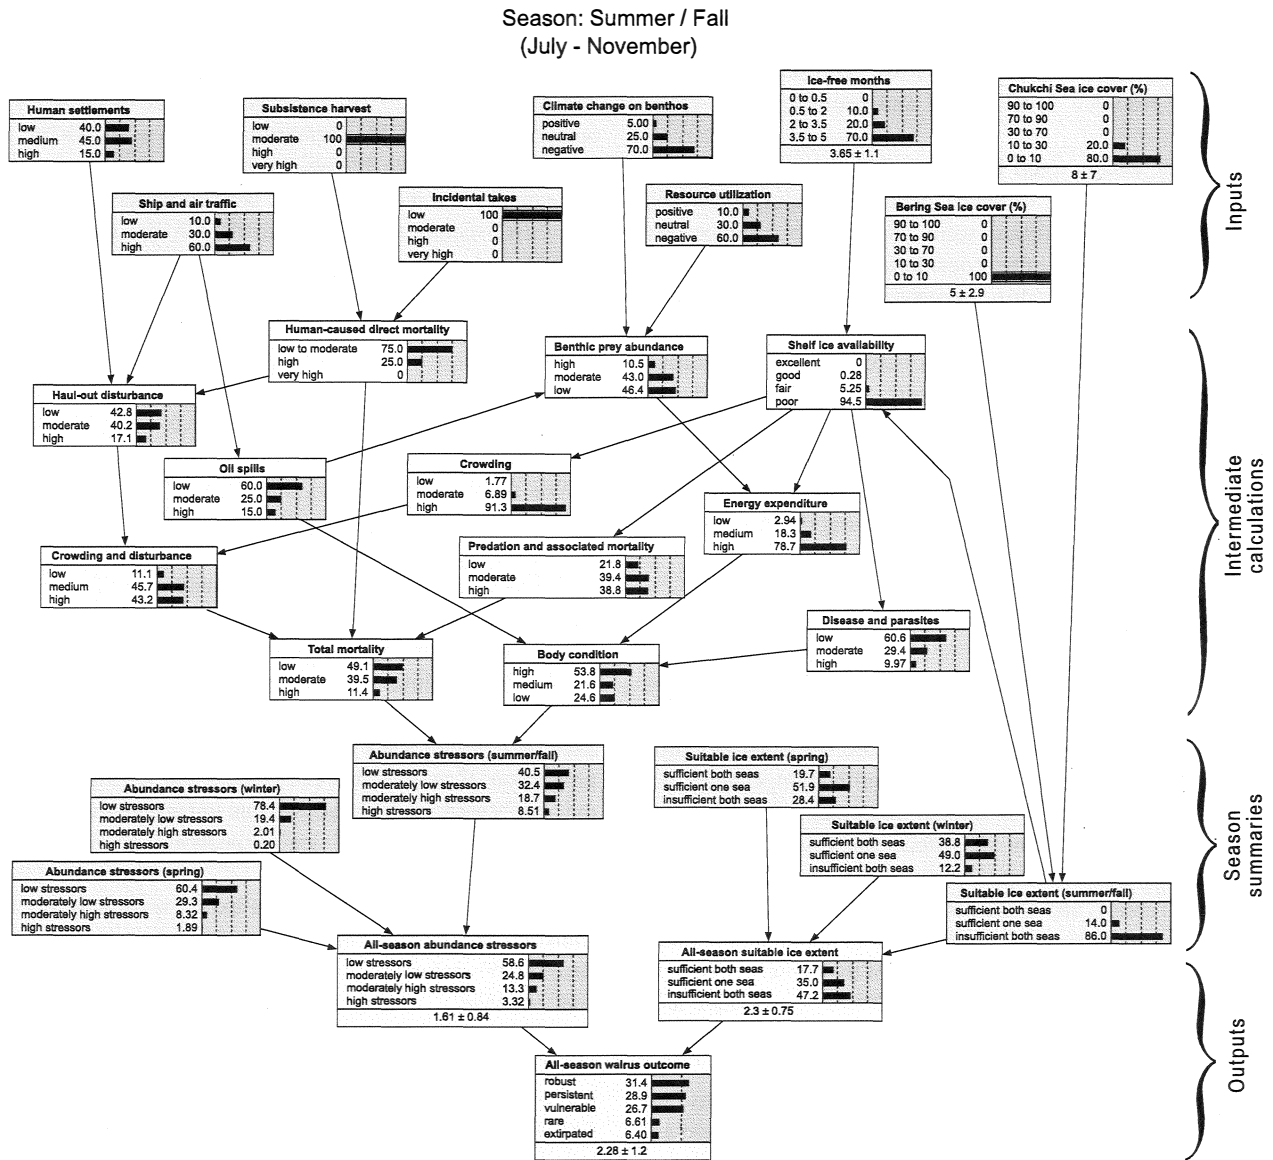 Season: Summer / Fall
(July - November)
Human settlements
low 40.0
medium 45.0
high 15.0
Subsistence harvest
low 0
moderate 100
high 0
very high 0
Climate change on benthos
positive 5.00
neutral 25.0
negative 70.0
Ice-free months
0 to 0.5 0
0.5 to 2 10.0
2 to 3.5 20.0
3.5 to 5 70.0
3.65 ± 1.1
Chukchi Sea ice cover (%)
90 to 100 0
70 to 90 0
30 to 70 0
10 to 30 20.0
0 to 10 80.0
8 ± 7
Ship and air traffic
low 10.0
moderate 30.0
high 60.0
Incidental takes
low 100
moderate 0
high 0
very high 0
Resource utilization
positive 10.0
neutral 30.0
negative 60.0
Bering Sea ice cover (%)
90 to 100 0
70 to 90 0
30 to 70 0
10 to 30 0
0 to 10 100
5 ± 2.9
Inputs
Human-caused direct mortality
low to moderate 75.0
high 25.0
very high 0
Benthic prey abundance
high 10.5
moderate 43.0
low 46.4
Shelf ice availability
excellent 0
good 0.28
fair 5.25
poor 94.5
Haul-out disturbance
low 42.8
moderate 40.2
high 17.1
Oil spills
low 60.0
moderate 25.0
high 15.0
Crowding
low 1.77
moderate 6.89
high 91.3
Energy expenditure
low 2.94
medium 18.3
high 78.7
Crowding and disturbance
low 11.1
medium 45.7
high 43.2
Predation and associated mortality
low 21.8
moderate 39.4
high 38.8
Disease and parasites
low 60.6
moderate 29.4
high 9.97
Total mortality
low 49.1
moderate 39.5
high 11.4
Body condition
high 53.8
medium 21.6
low 24.6
Intermediate
calculations
Abundance stressors (summer/fall)
low stressors 40.5
moderately low stressors 32.4
moderately high stressors 18.7
high stressors 8.51
Suitable ice extent (spring)
sufficient both seas 19.7
sufficient one sea 51.9
insufficient both seas 28.4
Abundance stressors (winter)
low stressors 78.4
moderately low stressors 19.4
moderately high stressors 2.01
high stressors 0.20
Suitable ice extent (winter)
sufficient both seas 38.8
sufficient one sea 49.0
insufficient both seas 12.2
Abundance stressors (spring)
low stressors 60.4
moderately low stressors 29.3
moderately high stressors 8.32
high stressors 1.89
Suitable ice extent (summer/fall)
sufficient both seas 0
sufficient one sea 14.0
insufficient both seas 86.0
Season
summaries
All-season abundance stressors
low stressors 58.6
moderately low stressors 24.8
moderately high stressors 13.3
high stressors 3.32
1.61 ± 0.84
All-season suitable ice extent
sufficient both seas 17.7
sufficient one sea 35.0
insufficient both seas 47.2
2.3 ± 0.75
All-season walrus outcome
robust 31.4
persistent 28.9
vulnerable 26.7
rare 6.61
extirpated 6.40
2.28 ± 1.2
Outputs